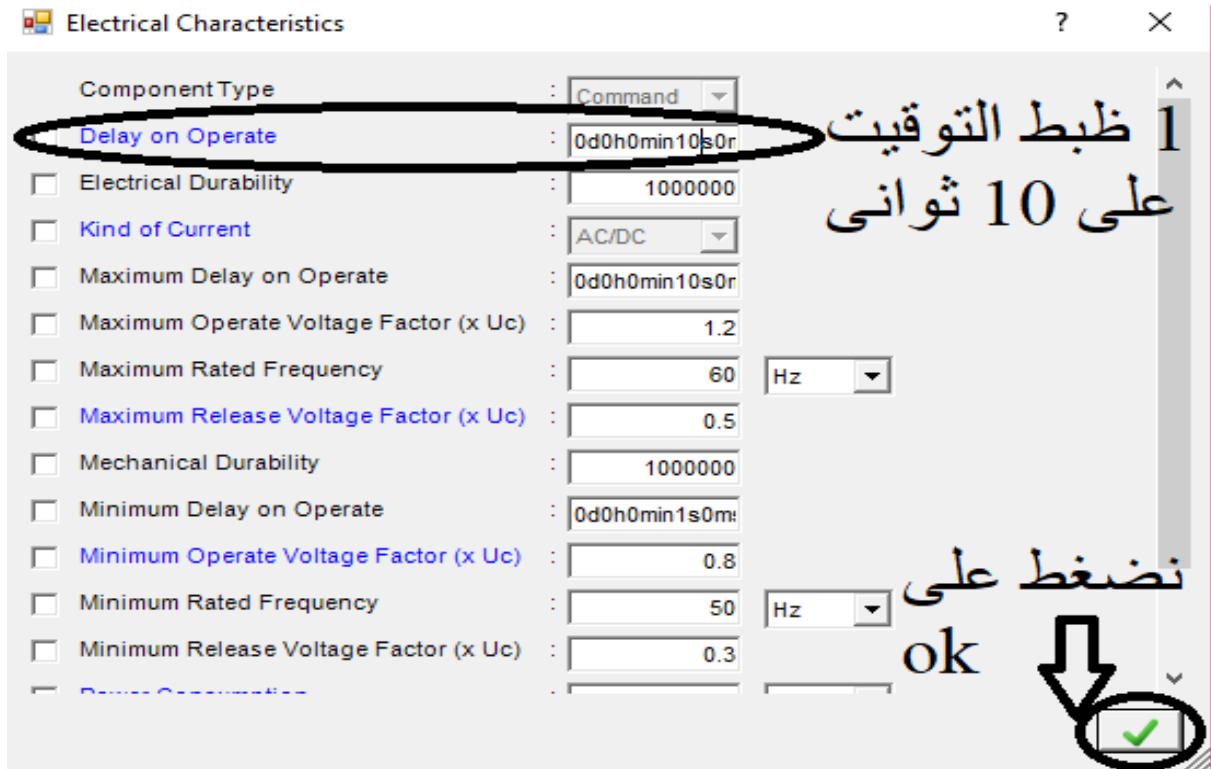 Electrical Characteristics ? ×
Component Type : Command
Delay on Operate : 0d0h0min10s0r
1 ظبط التوقيت
على 10 ثوانى
Electrical Durability : 1000000
Kind of Current : AC/DC
Maximum Delay on Operate : 0d0h0min10s0r
Maximum Operate Voltage Factor (x Uc) : 1.2
Maximum Rated Frequency : 60 Hz
Maximum Release Voltage Factor (x Uc) : 0.5
Mechanical Durability : 1000000
Minimum Delay on Operate : 0d0h0min1s0m
Minimum Operate Voltage Factor (x Uc) : 0.8
Minimum Rated Frequency : 50 Hz
Minimum Release Voltage Factor (x Uc) : 0.3
نضغط على
ok